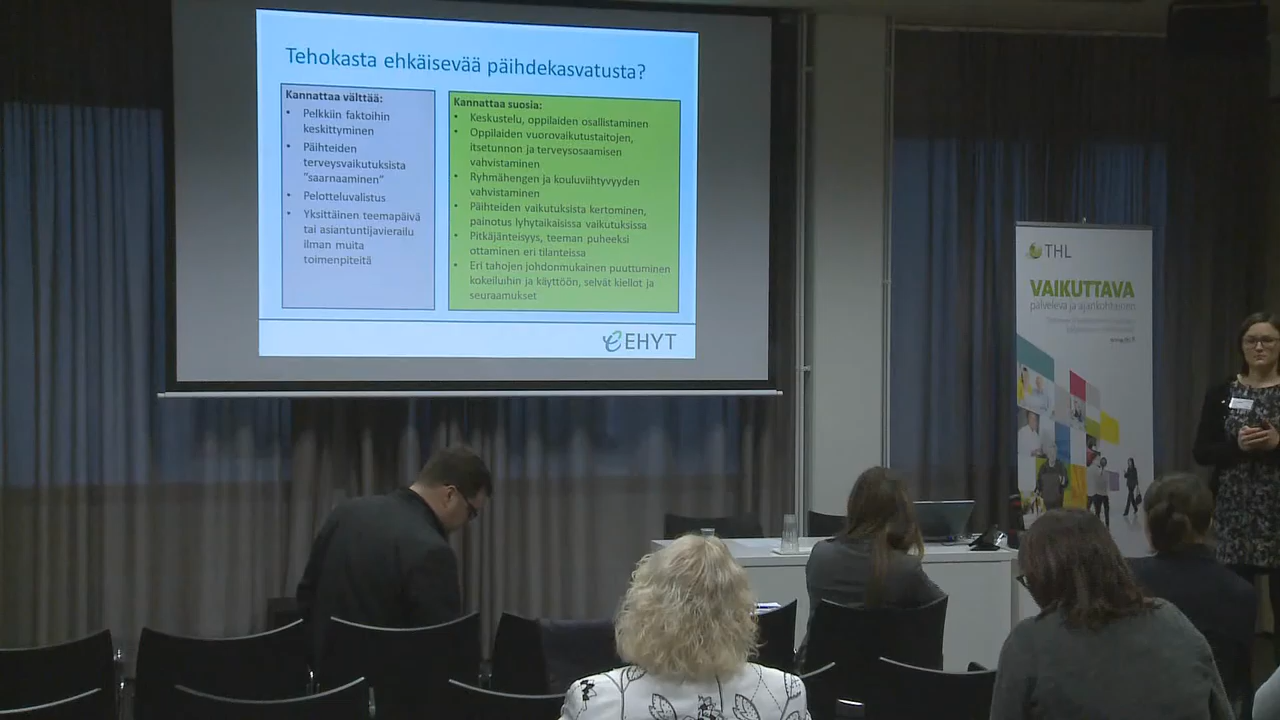 Tehokasta ehkäisevää päihdekasvatusta?
Kannattaa välttää:
• Pelkkiin faktoihin
keskittyminen
• Päihteiden
terveysvaikutuksista
"saarnaaminen"
• Pelotteluvalistus
• Yksittäinen teemapäivä
tai asiantuntijavierailu
ilman muita
toimenpiteitä
Kannattaa suosia:
• Keskustelu, oppilaiden osallistaminen
• Oppilaiden vuorovaikutustaitojen,
itsetunnon ja terveysosaamisen
vahvistaminen
• Ryhmähengen ja kouluviihtyvyyden
vahvistaminen
• Päihteiden vaikutuksista kertominen,
painotus lyhytaikaisissa vaikutuksissa
• Pitkäjänteisyys, teeman puheeksi
ottaminen eri tilanteissa
• Eri tahojen johdonmukainen puuttuminen
kokeiluihin ja käyttöön, selvät kiellot ja
seuraamukset
EHYT
THL
VAIKUTTAVA
palveleva ja ajankohtainen